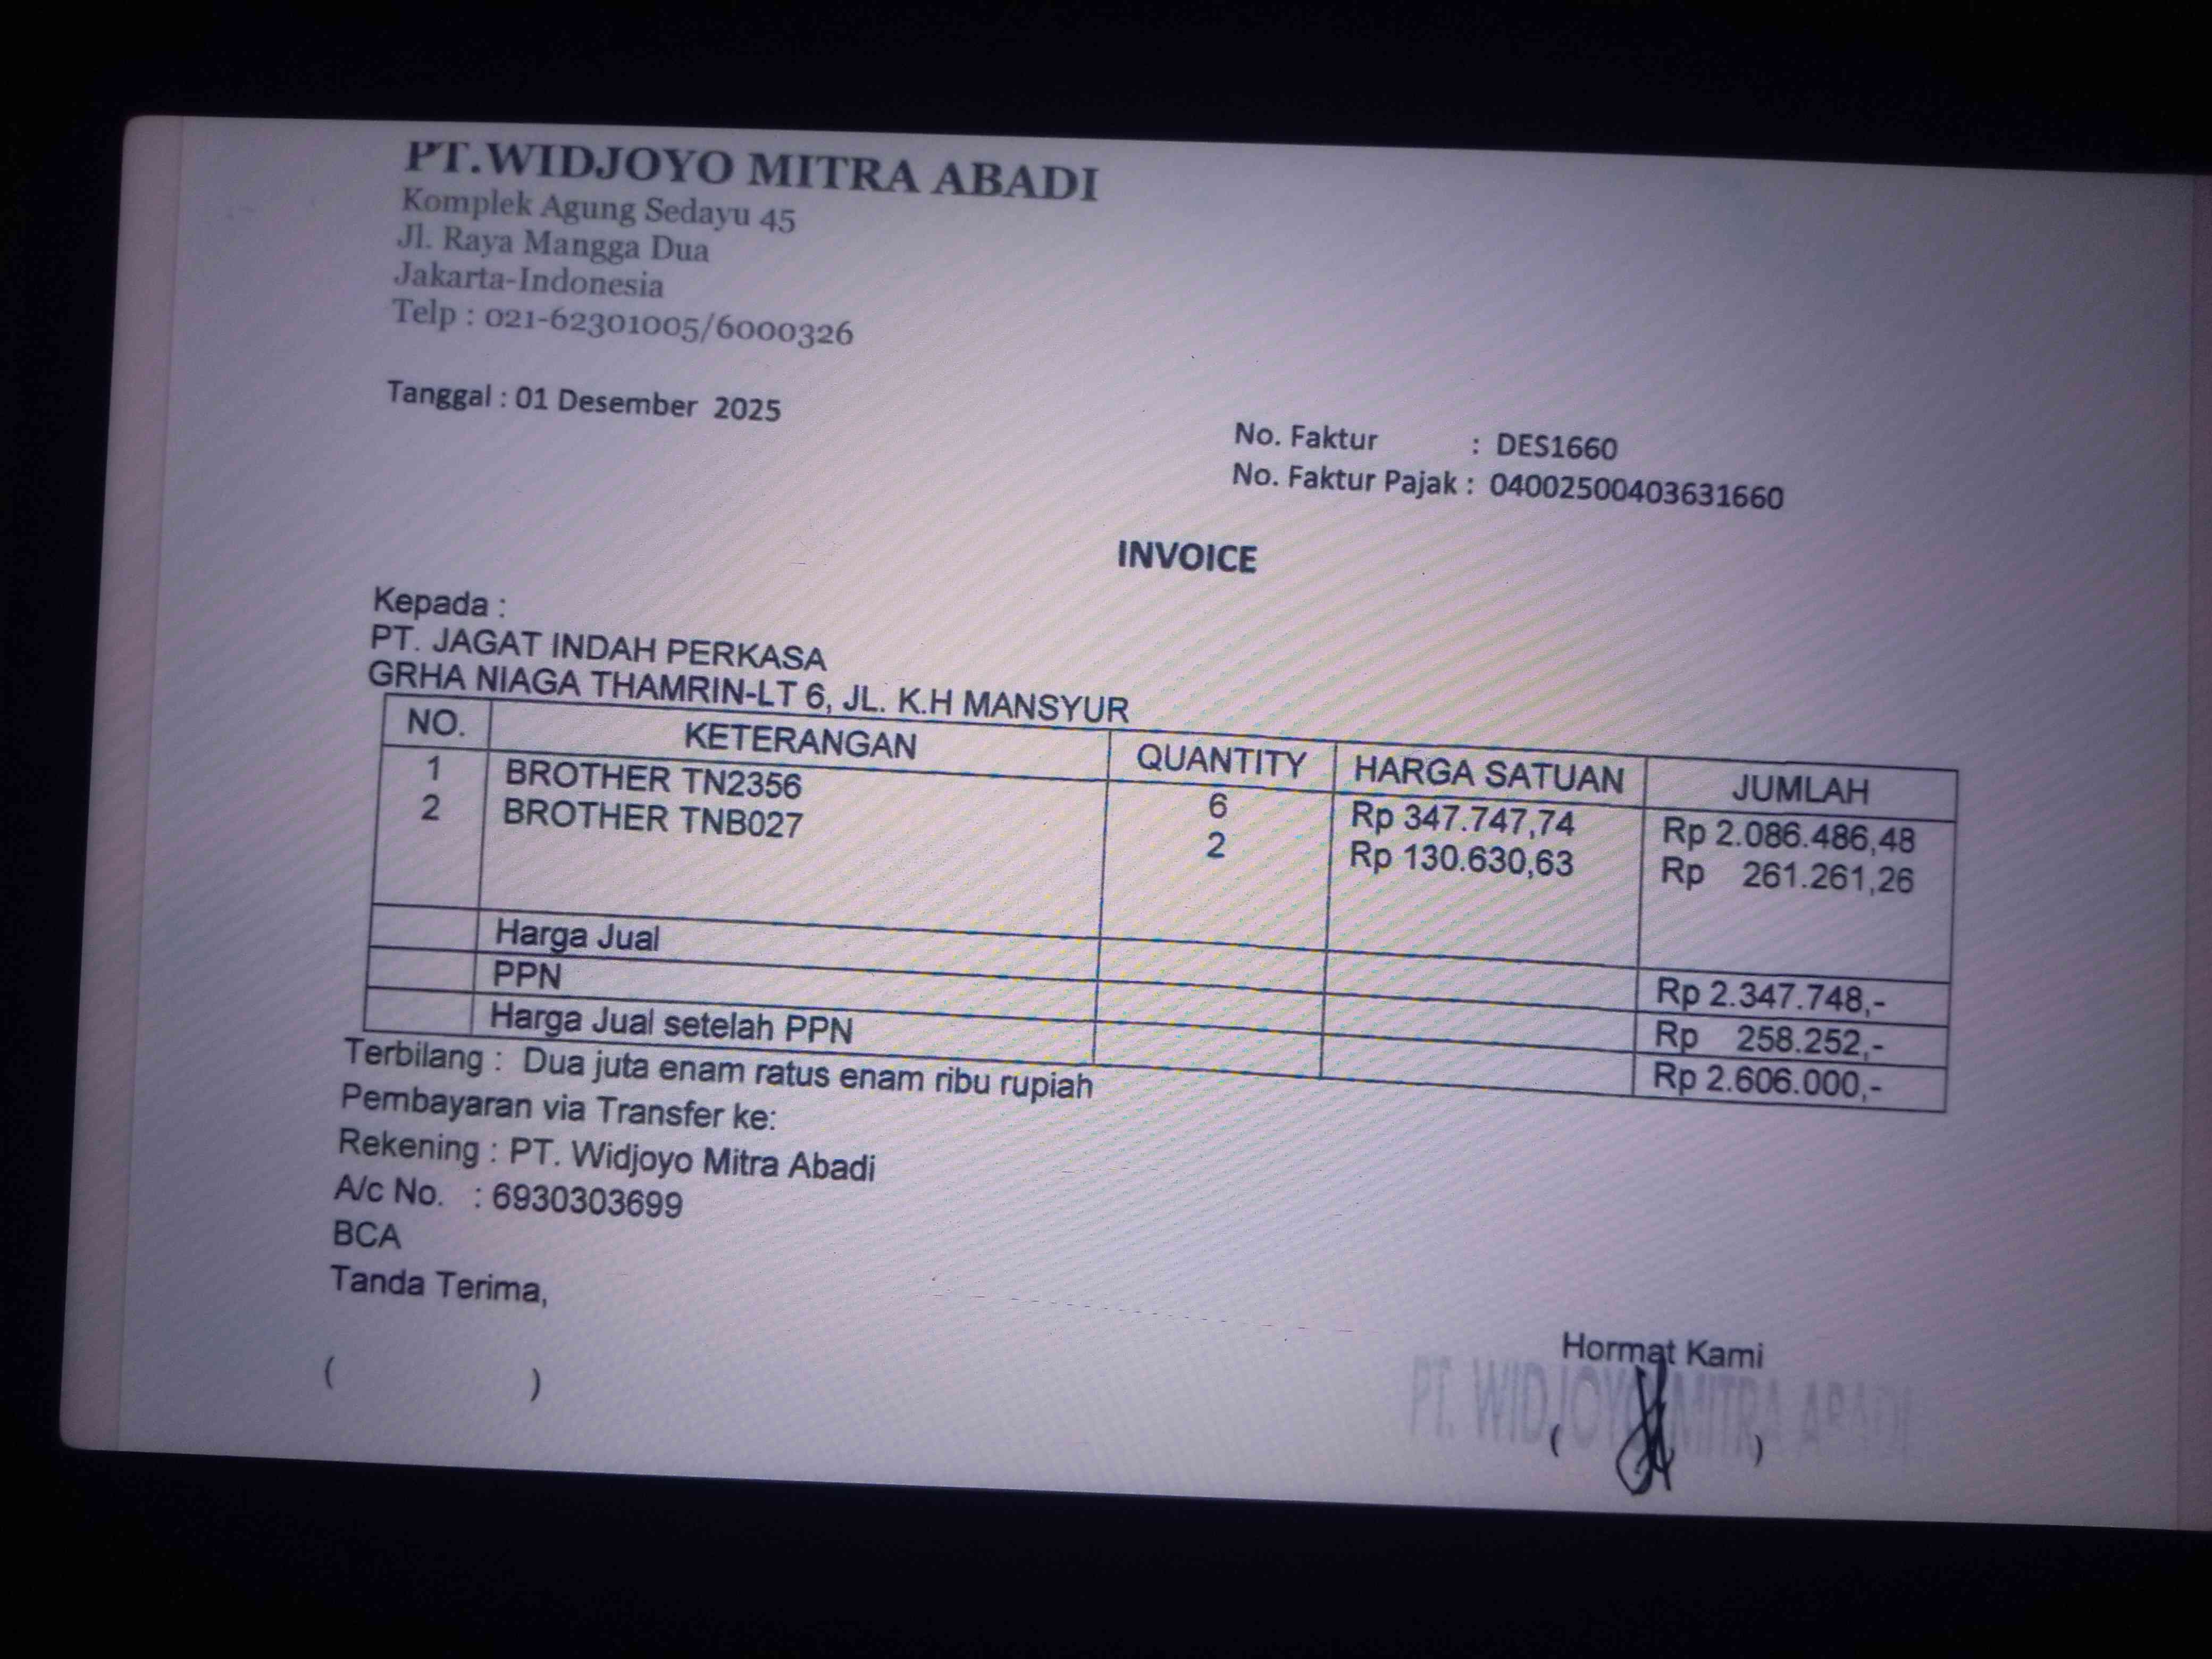 PT.WIDJOYO MITRA ABADI
Komplek Agung Sedayu 45
Jl. Raya Mangga Dua
Jakarta-Indonesia
Telp : 021-62301005/6000326
Tanggal : 01 Desember 2025
No. Faktur : DES1660
No. Faktur Pajak : 04002500403631660
INVOICE
Kepada :
PT. JAGAT INDAH PERKASA
GRHA NIAGA THAMRIN-LT 6, JL. K.H MANSYUR
NO. KETERANGAN QUANTITY HARGA SATUAN JUMLAH
1 BROTHER TN2356 6 Rp 347.747,74 Rp 2.086.486,48
2 BROTHER TNB027 2 Rp 130.630,63 Rp 261.261,26
Harga Jual Rp 2.347.748,-
PPN Rp 258.252,-
Harga Jual setelah PPN Rp 2.606.000,-
Terbilang : Dua juta enam ratus enam ribu rupiah
Pembayaran via Transfer ke:
Rekening : PT. Widjoyo Mitra Abadi
A/c No. : 6930303699
BCA
Tanda Terima,
Hormat Kami
PT. WIDJOYO MITRA ABADI
( ) ( )